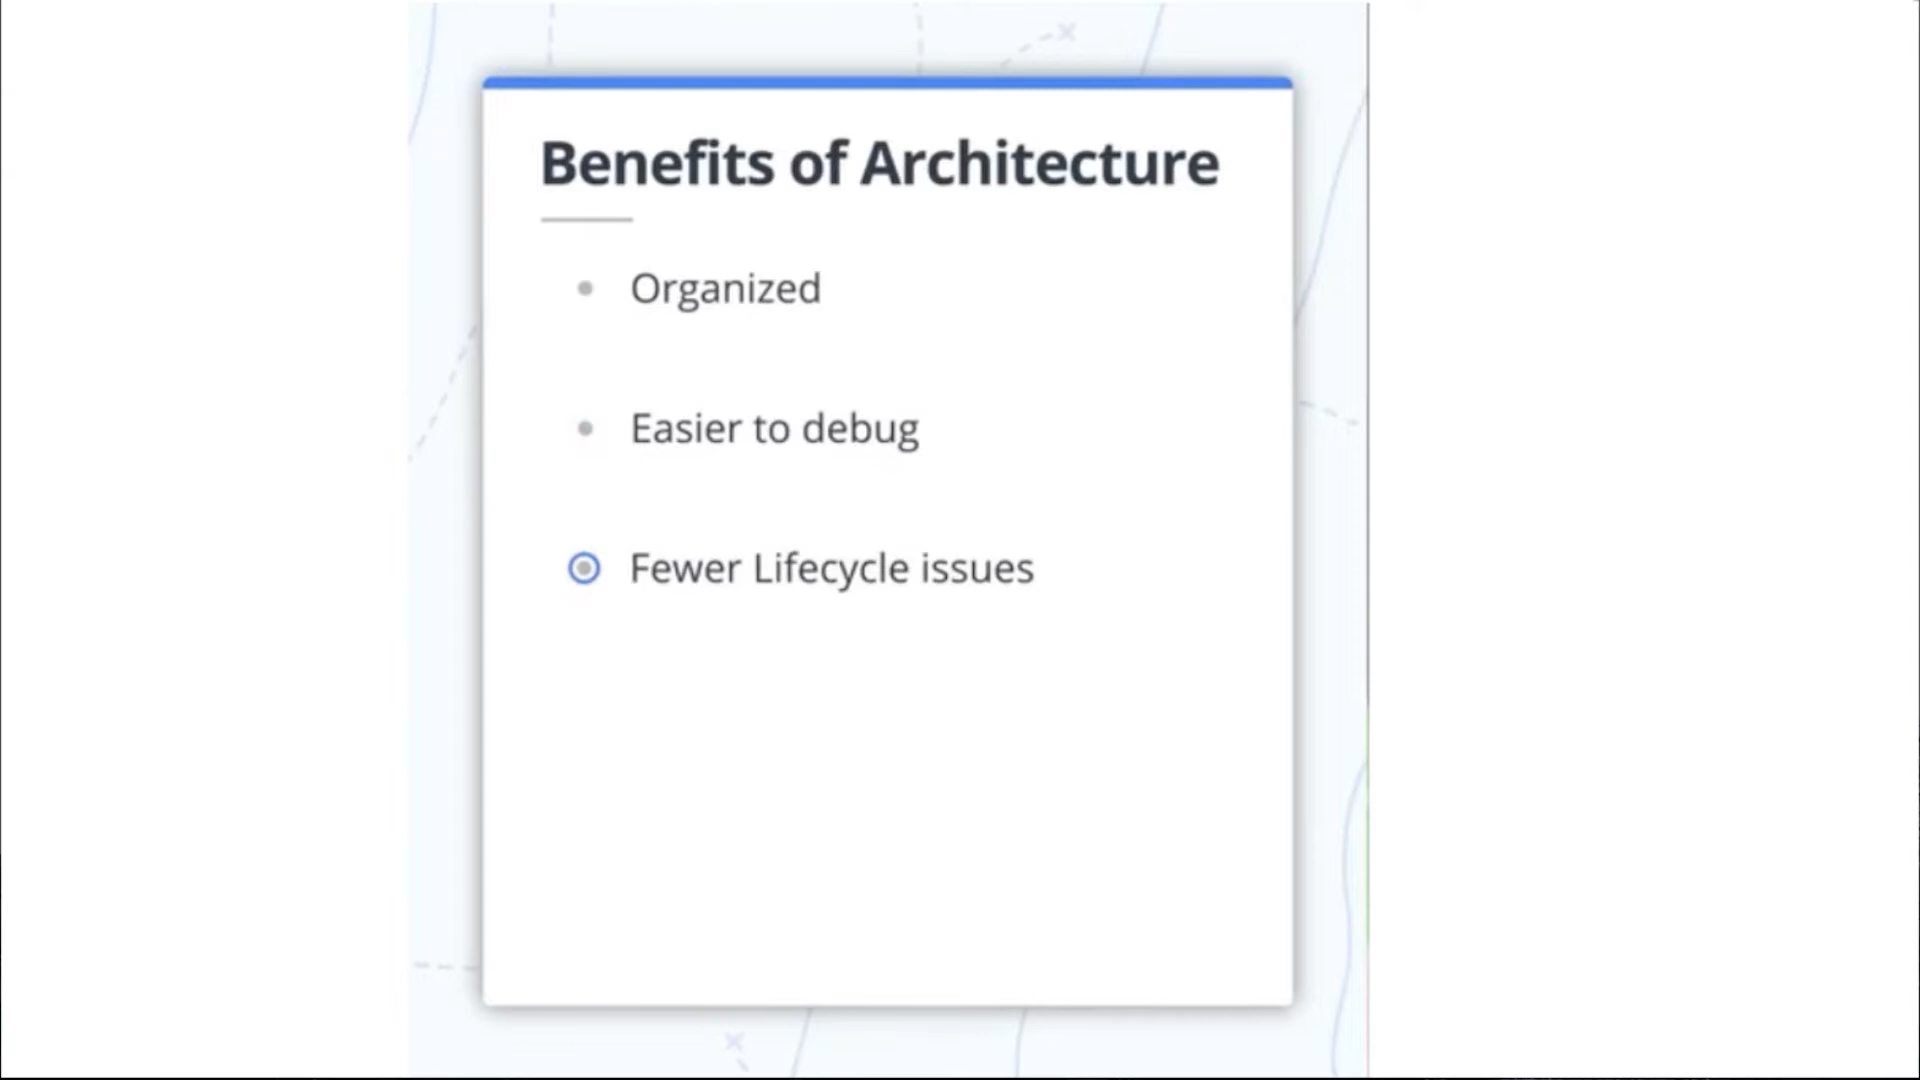 Benefits of Architecture
Organized
Easier to debug
Fewer Lifecycle issues